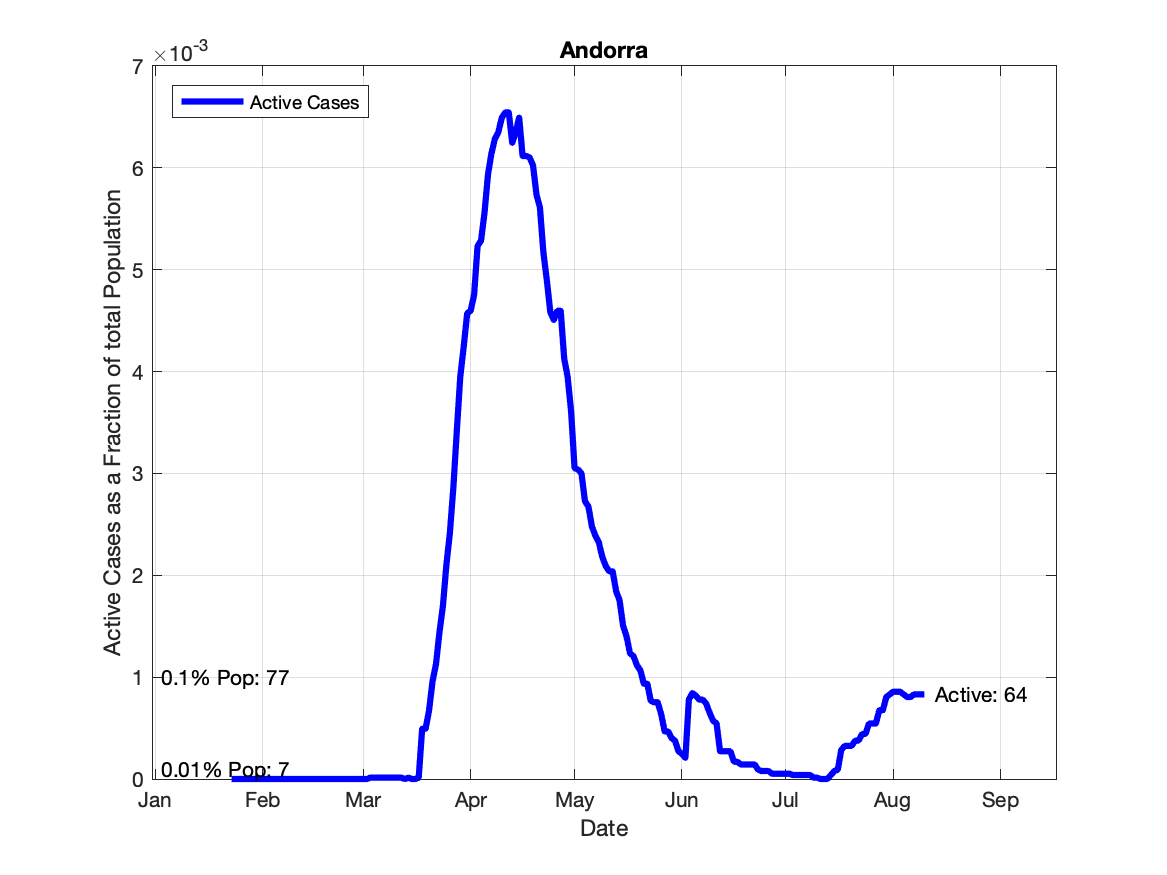 ×10-3
Andorra
7
Active Cases
6
5
4
3
2
1
0
Active Cases as a Fraction of total Population
0.1% Pop: 77
Active: 64
0.01% Pop: 7
Jan Feb Mar Apr May Jun Jul Aug Sep
Date